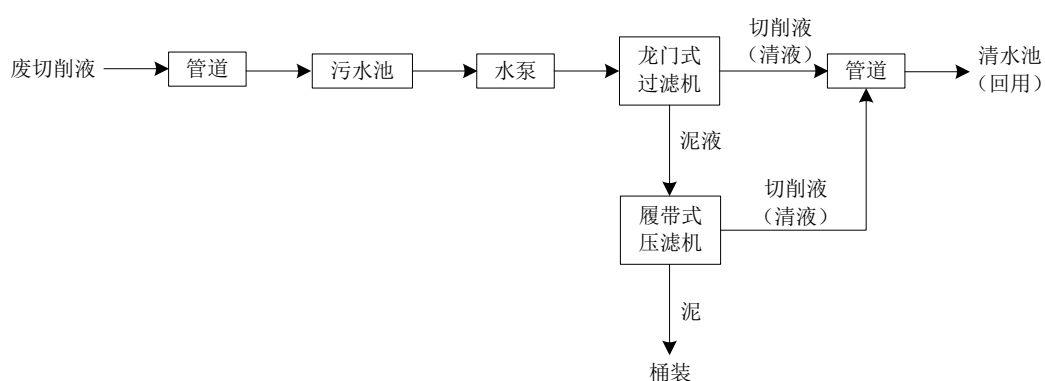 废切削液
管道
污水池
水泵
龙门式
过滤机
切削液
（清液）
管道
清水池
（回用）
泥液
履带式
压滤机
切削液
（清液）
泥
桶装